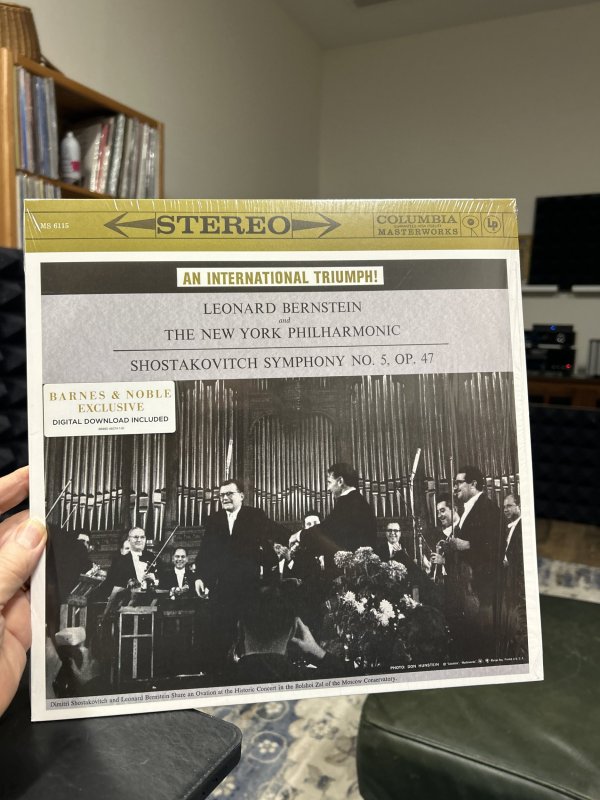 MS 6115
STEREO
COLUMBIA
MASTERWORKS
Lp
AN INTERNATIONAL TRIUMPH!
LEONARD BERNSTEIN
and
THE NEW YORK PHILHARMONIC
SHOSTAKOVITCH SYMPHONY NO. 5, OP. 47
BARNES & NOBLE
EXCLUSIVE
DIGITAL DOWNLOAD INCLUDED
PHOTO: DON HUNSTEIN
Dimitri Shostakovitch and Leonard Bernstein Share an Ovation at the Historic Concert in the Bolshoi Zal of the Moscow Conservatory.